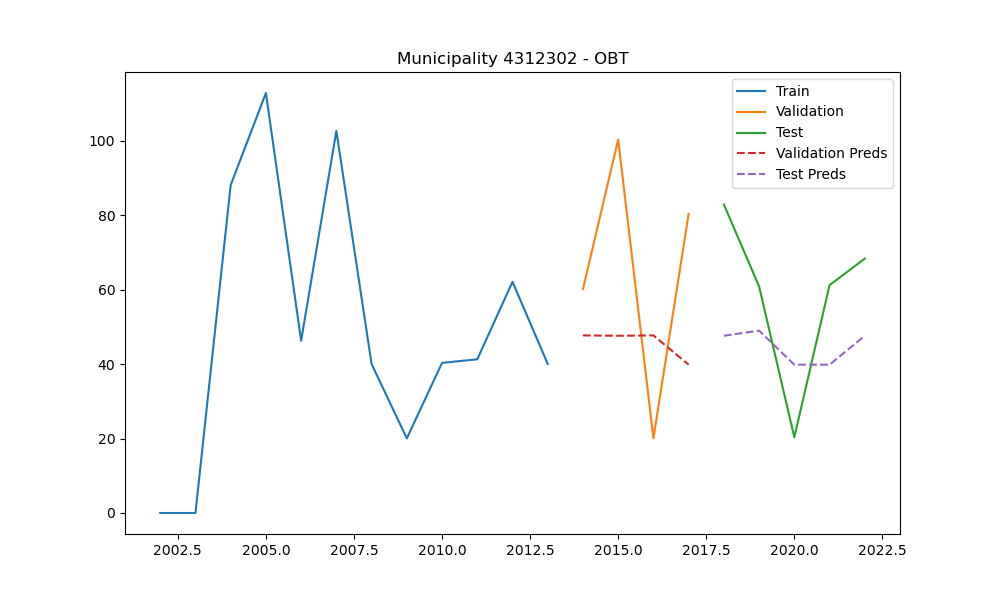 Municipality 4312302 - OBT
Train
Validation
Test
Validation Preds
Test Preds
100
80
60
40
20
0
2002.5 2005.0 2007.5 2010.0 2012.5 2015.0 2017.5 2020.0 2022.5